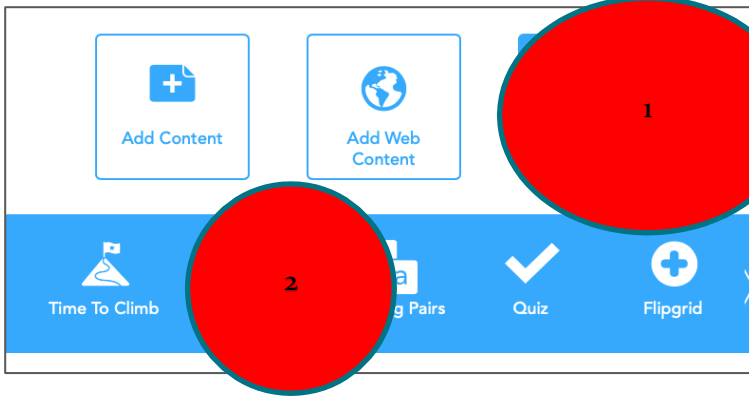 1
Add Content
Add Web
Content
2
a
Time To Climb
g Pairs
Quiz
Flipgrid